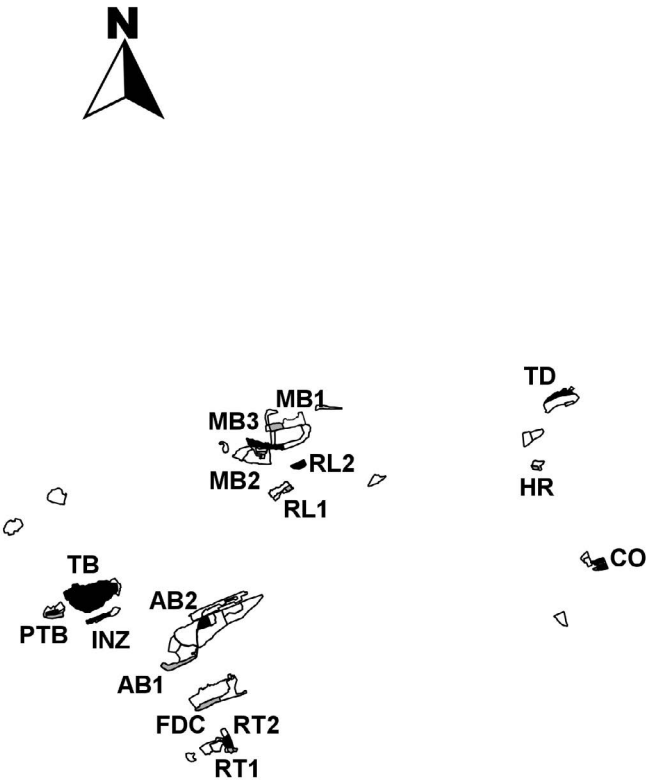 N
TD
MB1
MB3
RL2
MB2
HR
RL1
CO
TB
AB2
PTB
INZ
AB1
FDC
RT2
RT1